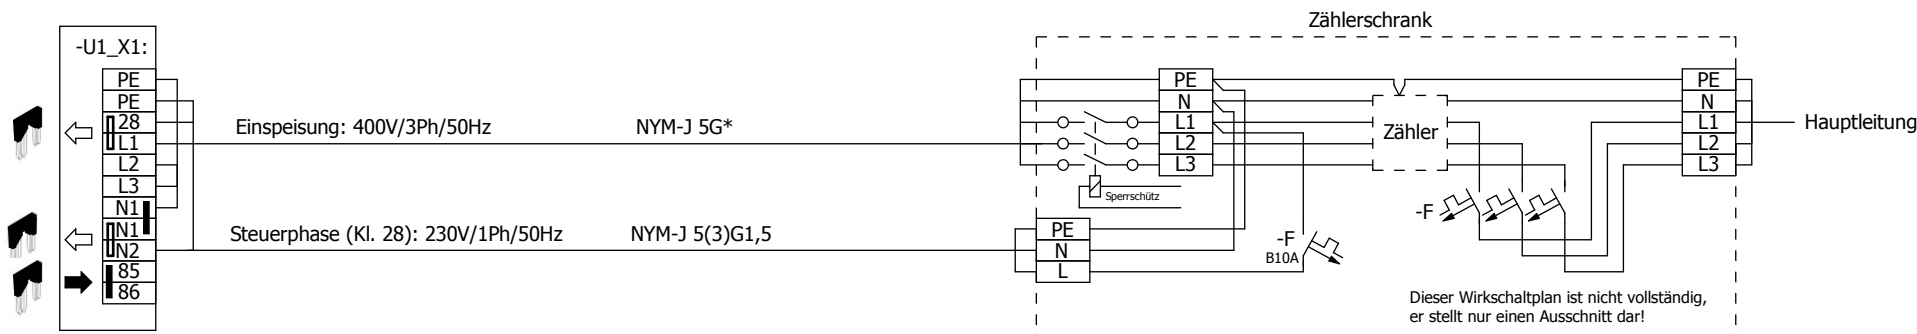 Zählerschrank
-U1_X1:
PE
PE
28
L1
L2
L3
N1
N1
N2
85
86
Einspeisung: 400V/3Ph/50Hz NYM-J 5G*
Steuerphase (Kl. 28): 230V/1Ph/50Hz NYM-J 5(3)G1,5
PE
N
L1
L2
L3
Sperrschütz
PE
N
L
-F
B10A
Zähler
-F
PE
N
L1
L2
L3
Hauptleitung
Dieser Wirkschaltplan ist nicht vollständig,
er stellt nur einen Ausschnitt dar!